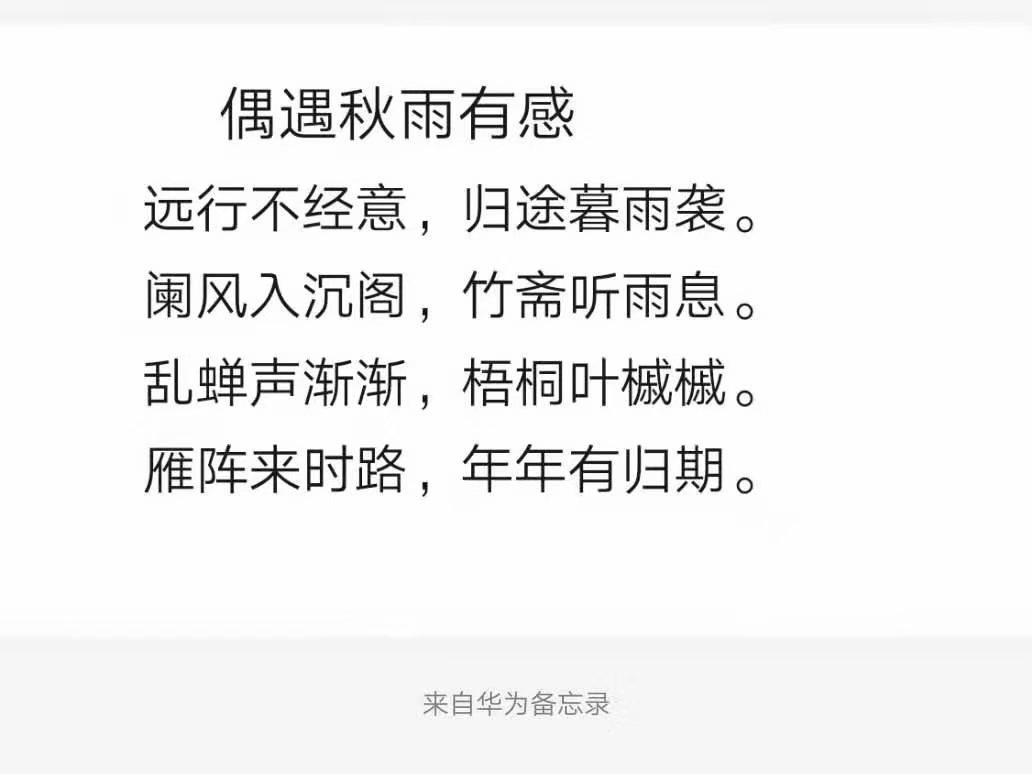 偶遇秋雨有感
远行不经意，归途暮雨袭。
阑风入沉阁，竹斋听雨息。
乱蝉声渐渐，梧桐叶槭槭。
雁阵来时路，年年有归期。
来自华为备忘录